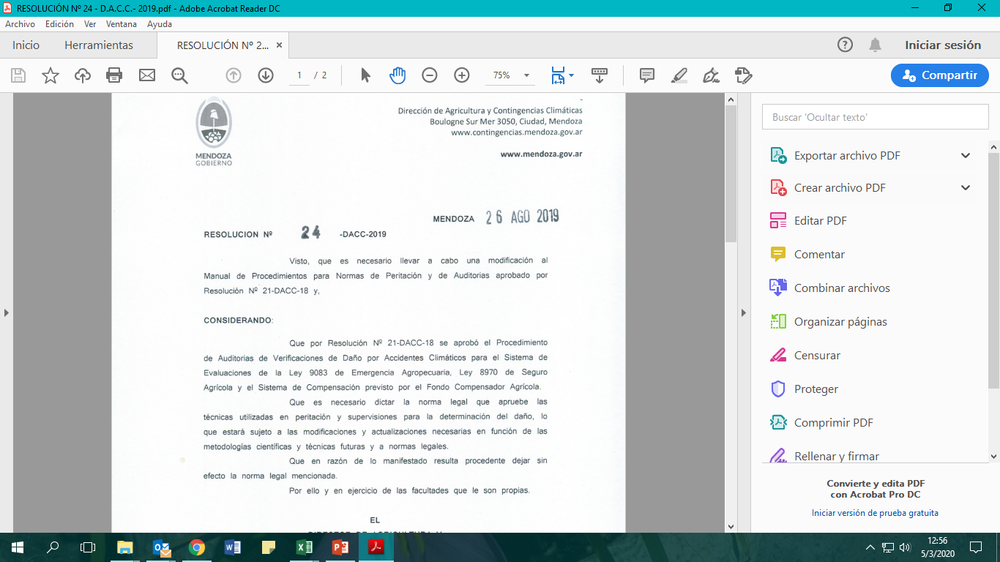 RESOLUCIÓN Nº 24 - D.A.C.C.- 2019.pdf - Adobe Acrobat Reader DC
Archivo Edición Ver Ventana Ayuda
Inicio Herramientas RESOLUCIÓN Nº 2... × Iniciar sesión
1 / 2 75% Compartir
Dirección de Agricultura y Contingencias Climáticas
Boulogne Sur Mer 3050, Ciudad, Mendoza
www.contingencias.mendoza.gov.ar
MENDOZA
GOBIERNO
www.mendoza.gov.ar
MENDOZA 26 AGO 2019
RESOLUCION Nº 24 -DACC-2019
Visto, que es necesario llevar a cabo una modificación al
Manual de Procedimientos para Normas de Peritación y de Auditorias aprobado por
Resolución Nº 21-DACC-18 y,
CONSIDERANDO:
Que por Resolución Nº 21-DACC-18 se aprobó el Procedimiento
de Auditorias de Verificaciones de Daño por Accidentes Climáticos para el Sistema de
Evaluaciones de la Ley 9083 de Emergencia Agropecuaria, Ley 8970 de Seguro
Agrícola y el Sistema de Compensación previsto por el Fondo Compensador Agrícola.
Que es necesario dictar la norma legal que apruebe las
técnicas utilizadas en peritación y supervisiones para la determinación del daño, lo
que estará sujeto a las modificaciones y actualizaciones necesarias en función de las
metodologías científicas y técnicas futuras y a normas legales.
Que en razón de lo manifestado resulta procedente dejar sin
efecto la norma legal mencionada.
Por ello y en ejercicio de las facultades que le son propias.
EL
DIRECTOR DE AGRICULTURA Y
Buscar 'Ocultar texto'
Exportar archivo PDF
Crear archivo PDF
Editar PDF
Comentar
Combinar archivos
Organizar páginas
Censurar
Proteger
Comprimir PDF
Rellenar y firmar
Convierte y edita PDF
con Acrobat Pro DC
Iniciar versión de prueba gratuita
12:56
5/3/2020